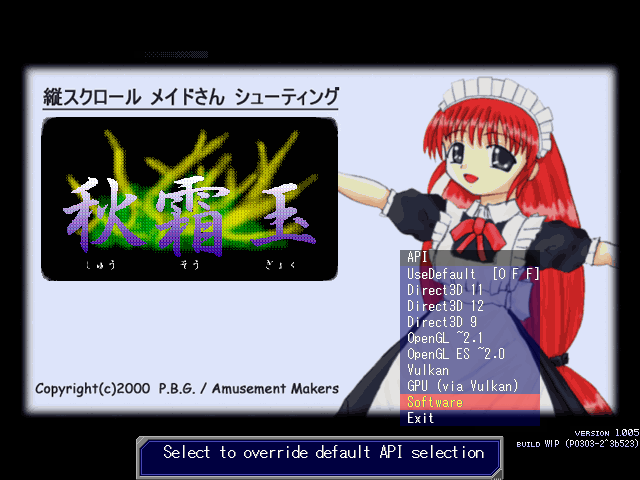 縦スクロール メイドさん シューティング
秋霜玉
しゅう そう ぎょく
API
UseDefault [O F F]
Direct3D 11
Direct3D 12
Direct3D 9
OpenGL ~2.1
OpenGL ES ~2.0
Vulkan
GPU (via Vulkan)
Software
Exit
Copyright(c)2000 P.B.G. / Amusement Makers
VERSION 1.005
BUILD WIP (P0303-2^3b523)
Select to override default API selection